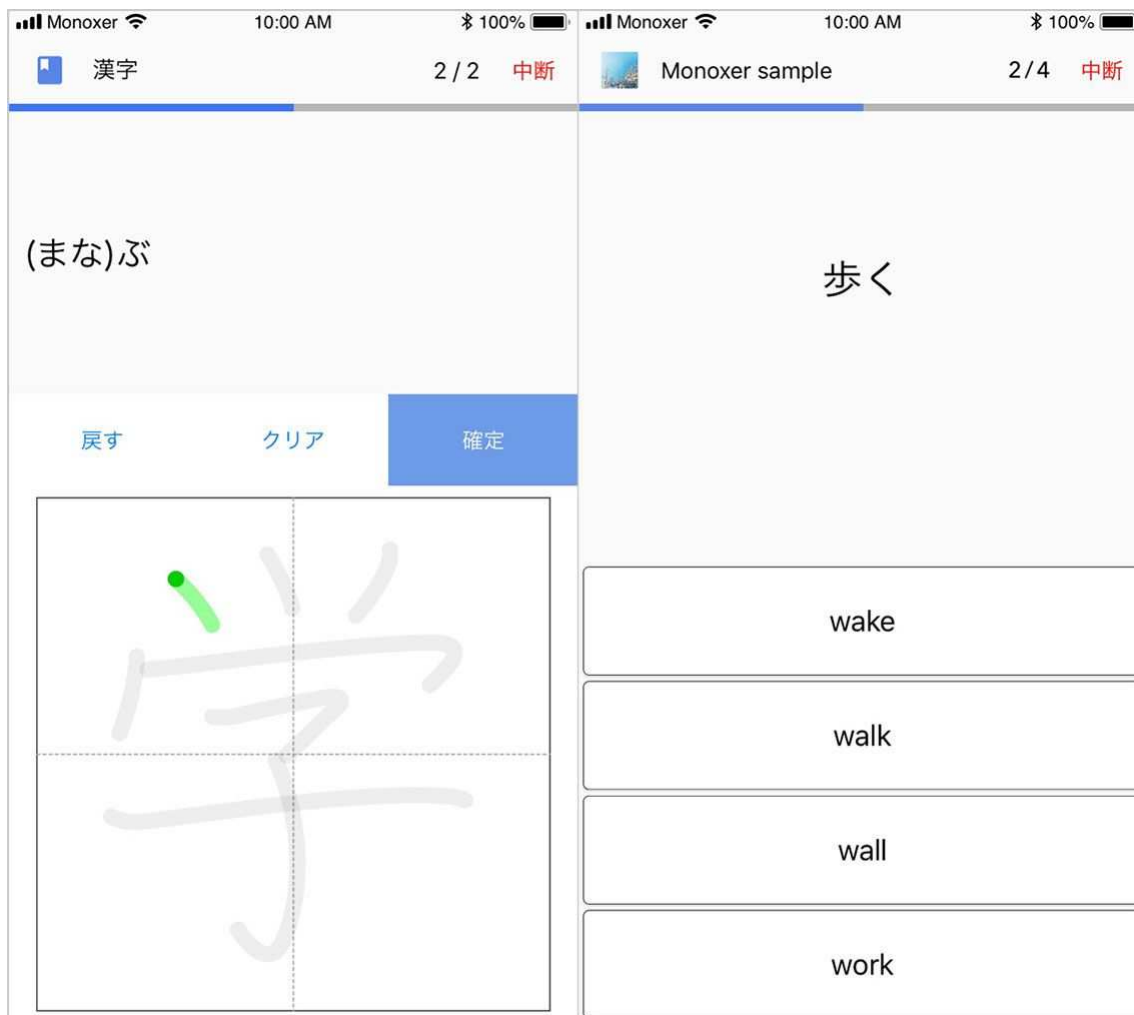 Monoxer 10:00 AM 100%
漢字 2 / 2 中断
(まな)ぶ
戻す クリア 確定
学
Monoxer 10:00 AM 100%
Monoxer sample 2/4 中断
歩く
wake
walk
wall
work